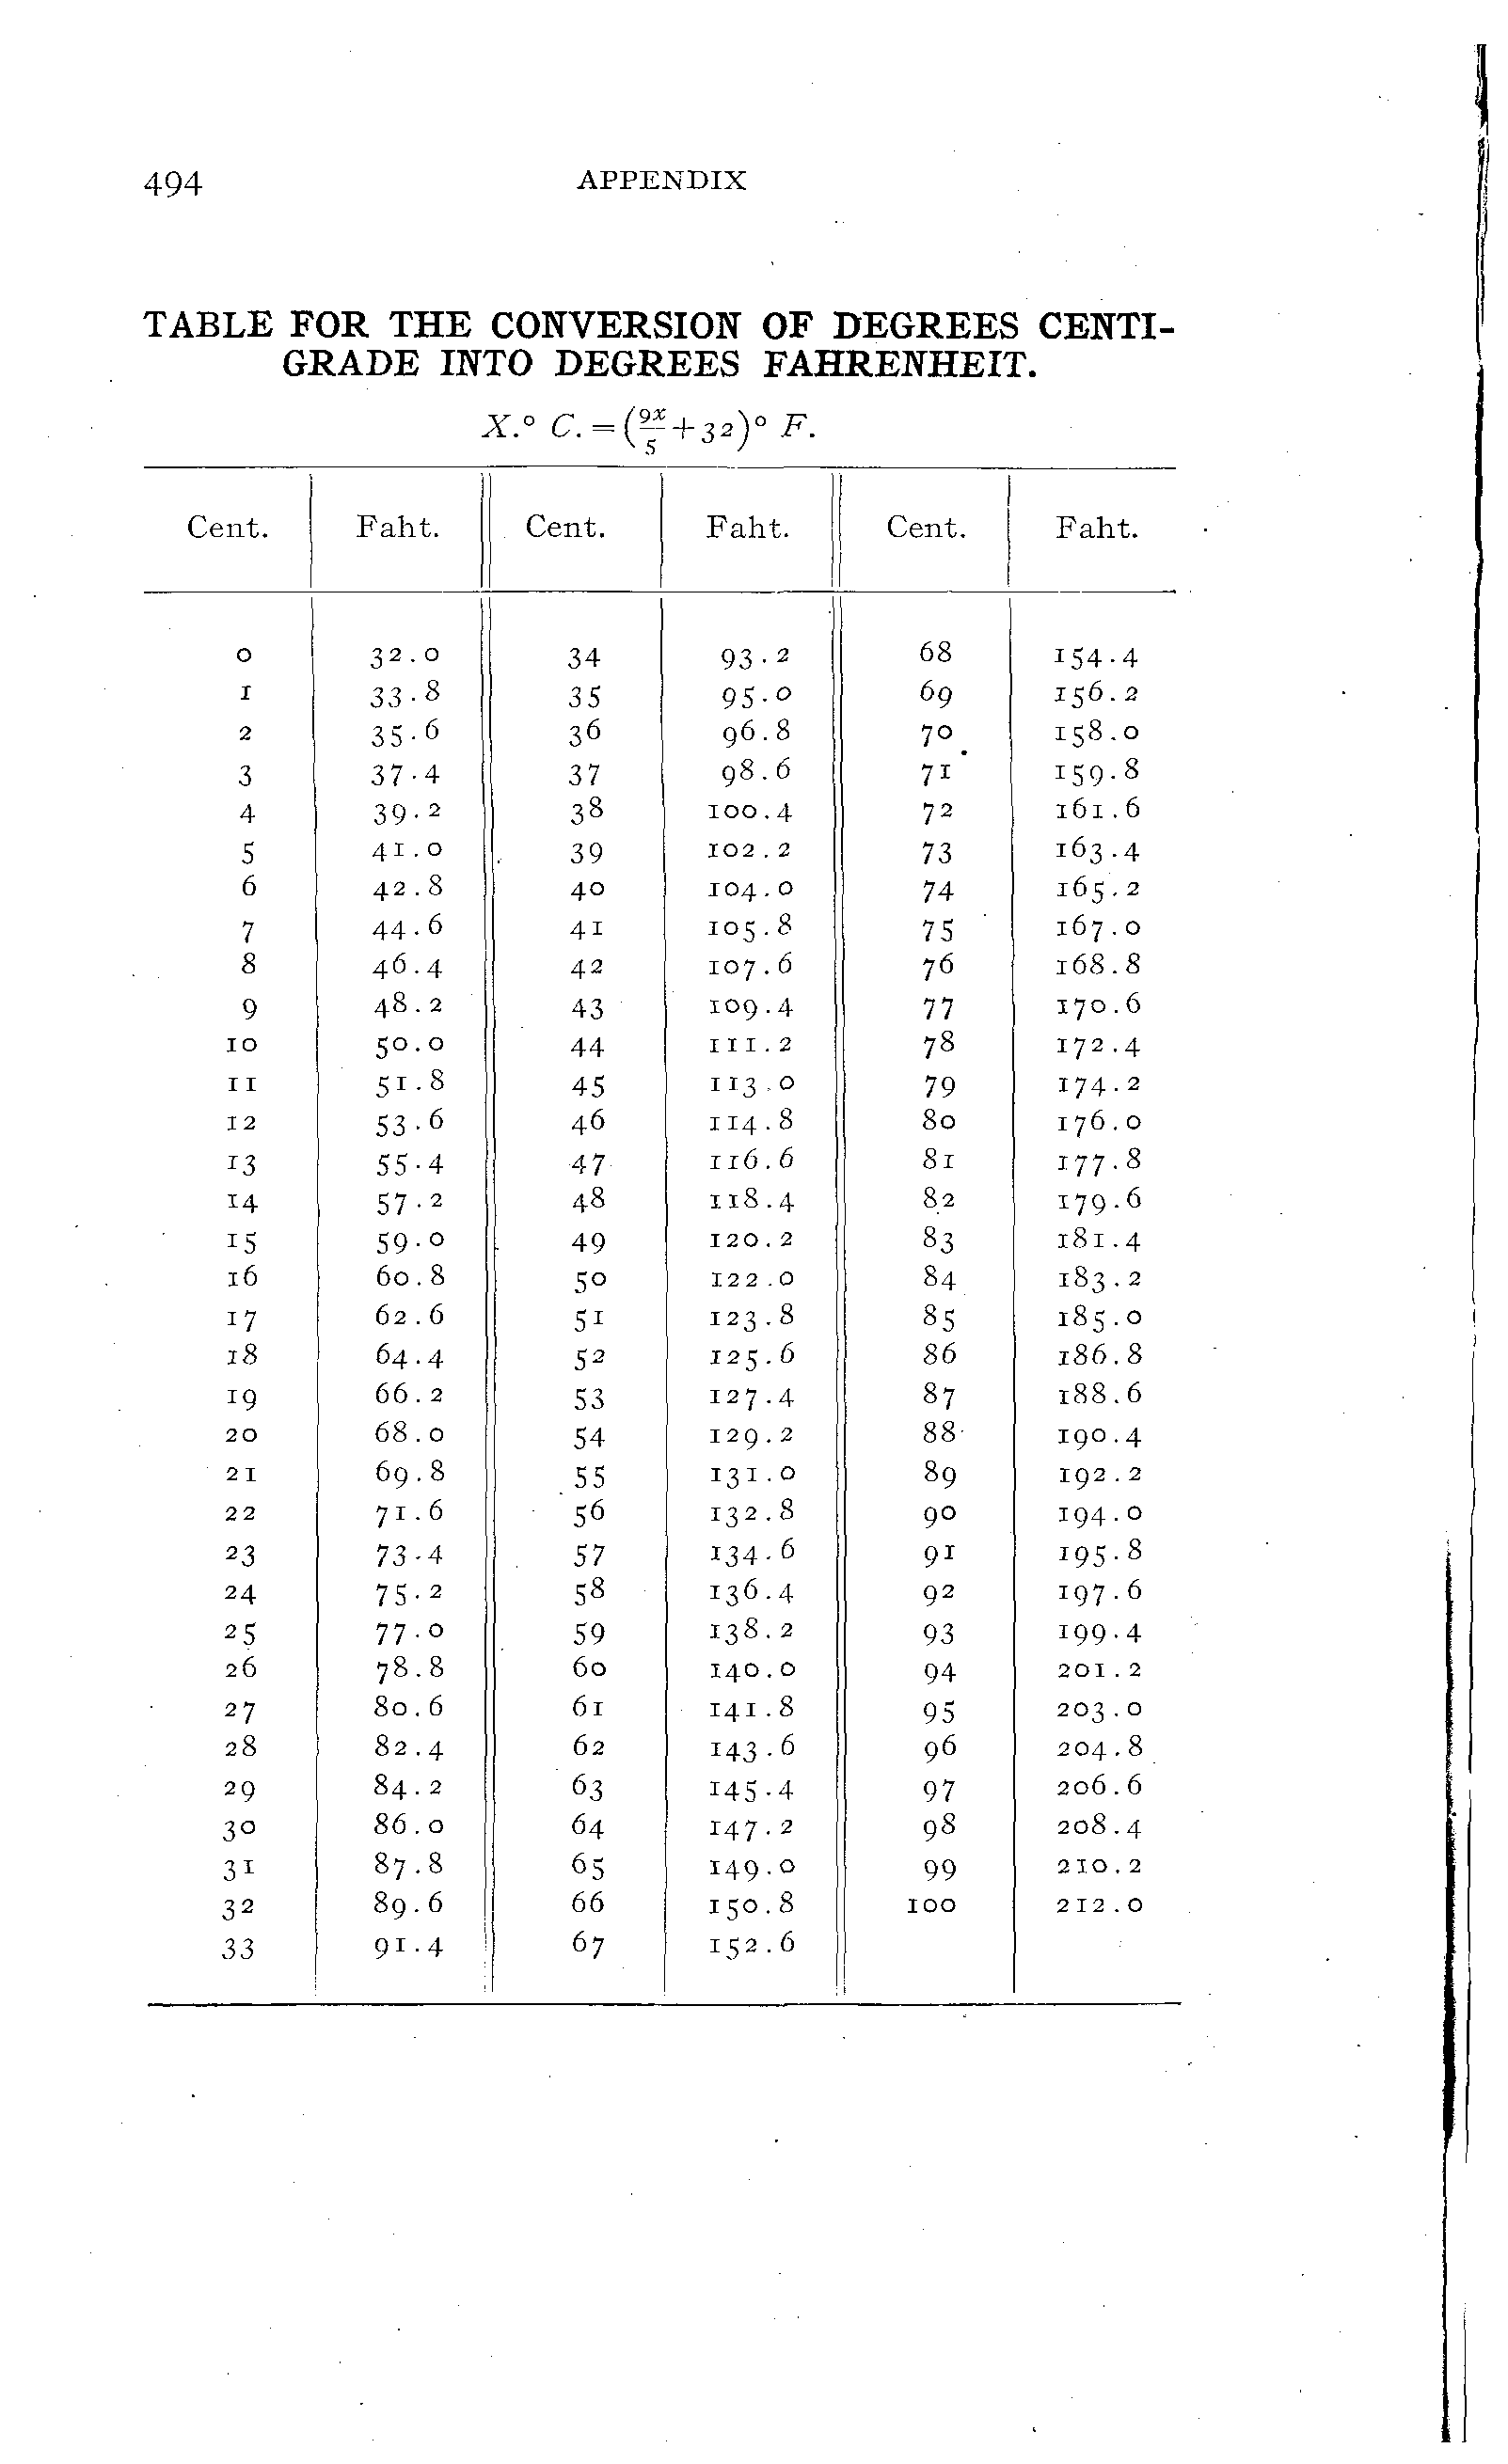 494 APPENDIX
TABLE FOR THE CONVERSION OF DEGREES CENTI-
GRADE INTO DEGREES FAHRENHEIT.
X.° C. = (9x/5 + 32)° F.
Cent. Faht. Cent. Faht. Cent. Faht.
0 32.0 34 93.2 68 154.4
1 33.8 35 95.0 69 156.2
2 35.6 36 96.8 70 158.0
3 37.4 37 98.6 71 159.8
4 39.2 38 100.4 72 161.6
5 41.0 39 102.2 73 163.4
6 42.8 40 104.0 74 165.2
7 44.6 41 105.8 75 167.0
8 46.4 42 107.6 76 168.8
9 48.2 43 109.4 77 170.6
10 50.0 44 111.2 78 172.4
11 51.8 45 113.0 79 174.2
12 53.6 46 114.8 80 176.0
13 55.4 47 116.6 81 177.8
14 57.2 48 118.4 82 179.6
15 59.0 49 120.2 83 181.4
16 60.8 50 122.0 84 183.2
17 62.6 51 123.8 85 185.0
18 64.4 52 125.6 86 186.8
19 66.2 53 127.4 87 188.6
20 68.0 54 129.2 88 190.4
21 69.8 55 131.0 89 192.2
22 71.6 56 132.8 90 194.0
23 73.4 57 134.6 91 195.8
24 75.2 58 136.4 92 197.6
25 77.0 59 138.2 93 199.4
26 78.8 60 140.0 94 201.2
27 80.6 61 141.8 95 203.0
28 82.4 62 143.6 96 204.8
29 84.2 63 145.4 97 206.6
30 86.0 64 147.2 98 208.4
31 87.8 65 149.0 99 210.2
32 89.6 66 150.8 100 212.0
33 91.4 67 152.6